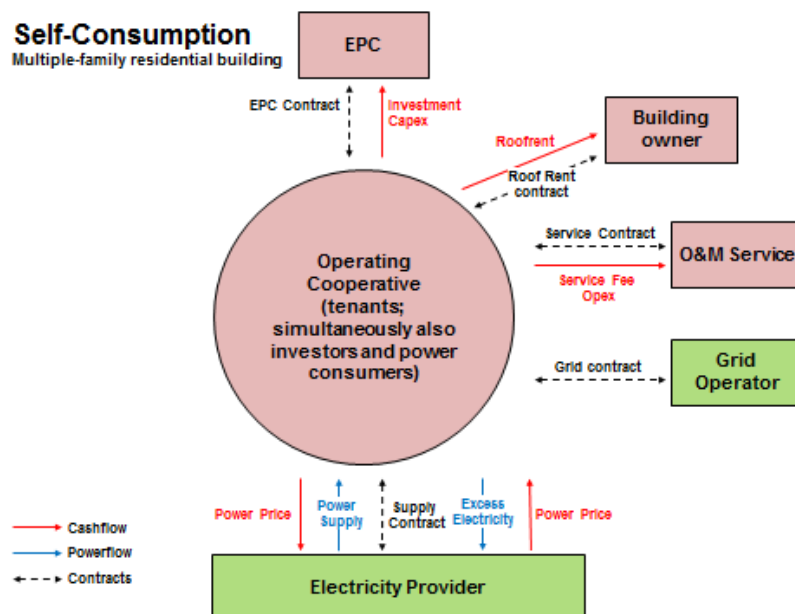 Self-Consumption
Multiple-family residential building
EPC
EPC Contract
Investment
Capex
Building
owner
Roofrent
Roof Rent
contract
Service Contract
O&M Service
Service Fee
Opex
Operating
Cooperative
(tenants;
simultaneously also
investors and power
consumers)
Grid contract
Grid
Operator
Power Price
Power
Supply
Supply
Contract
Excess
Electricity
Power Price
Cashflow
Powerflow
Contracts
Electricity Provider